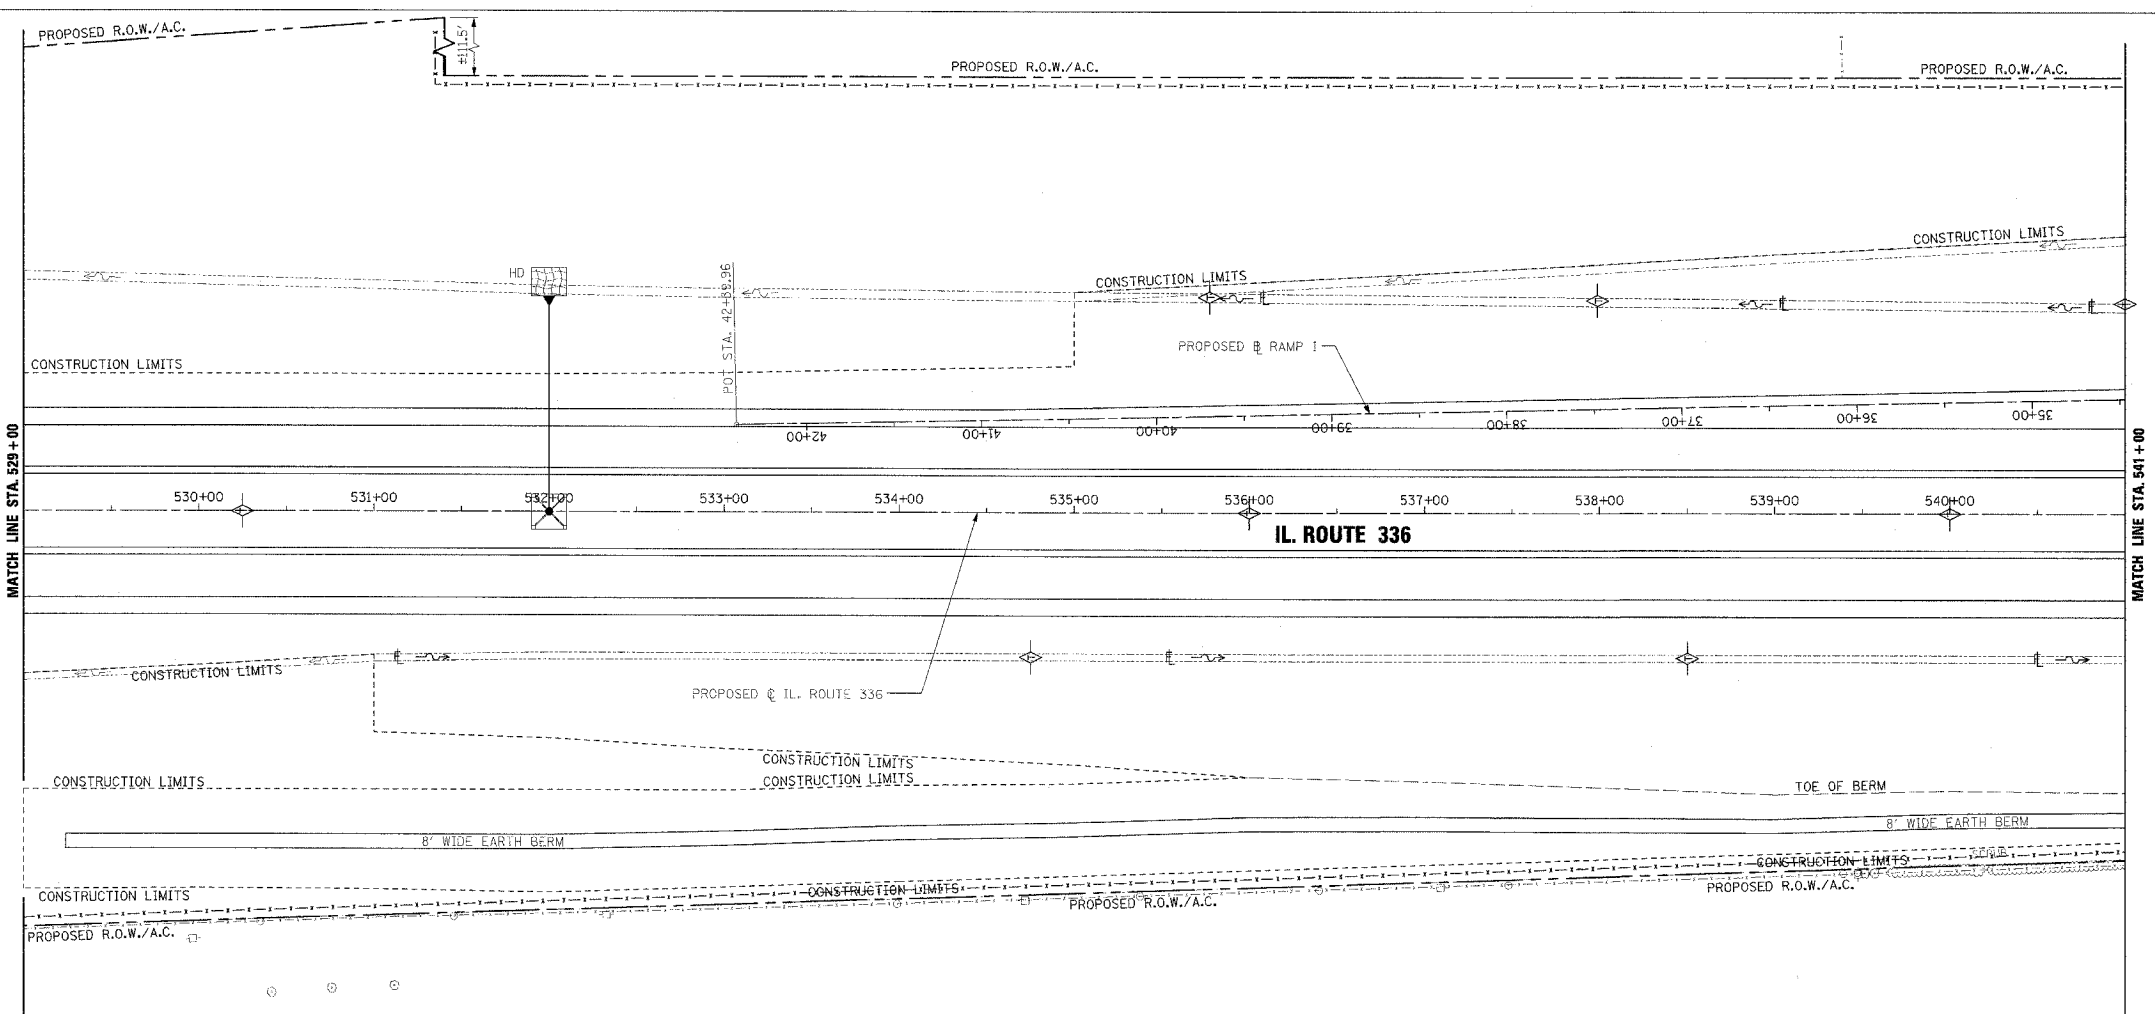 PROPOSED R.O.W./A.C.
±111.5'
PROPOSED R.O.W./A.C.
PROPOSED R.O.W./A.C.
CONSTRUCTION LIMITS
HD
CONSTRUCTION LIMITS
POT STA. 42+39.96
PROPOSED ⅊ RAMP I
CONSTRUCTION LIMITS
42+00
41+00
40+00
39+00
38+00
37+00
36+00
35+00
MATCH LINE STA. 529+00
MATCH LINE STA. 541+00
530+00
531+00
532+00
533+00
534+00
535+00
536+00
537+00
538+00
539+00
540+00
IL. ROUTE 336
CONSTRUCTION LIMITS
PROPOSED ℄ IL. ROUTE 336
CONSTRUCTION LIMITS
CONSTRUCTION LIMITS
CONSTRUCTION LIMITS
TOE OF BERM
8' WIDE EARTH BERM
8' WIDE EARTH BERM
SCRUB
CONSTRUCTION LIMITS
CONSTRUCTION LIMITS
CONSTRUCTION LIMITS
PROPOSED R.O.W./A.C.
PROPOSED R.O.W./A.C.
PROPOSED R.O.W./A.C.